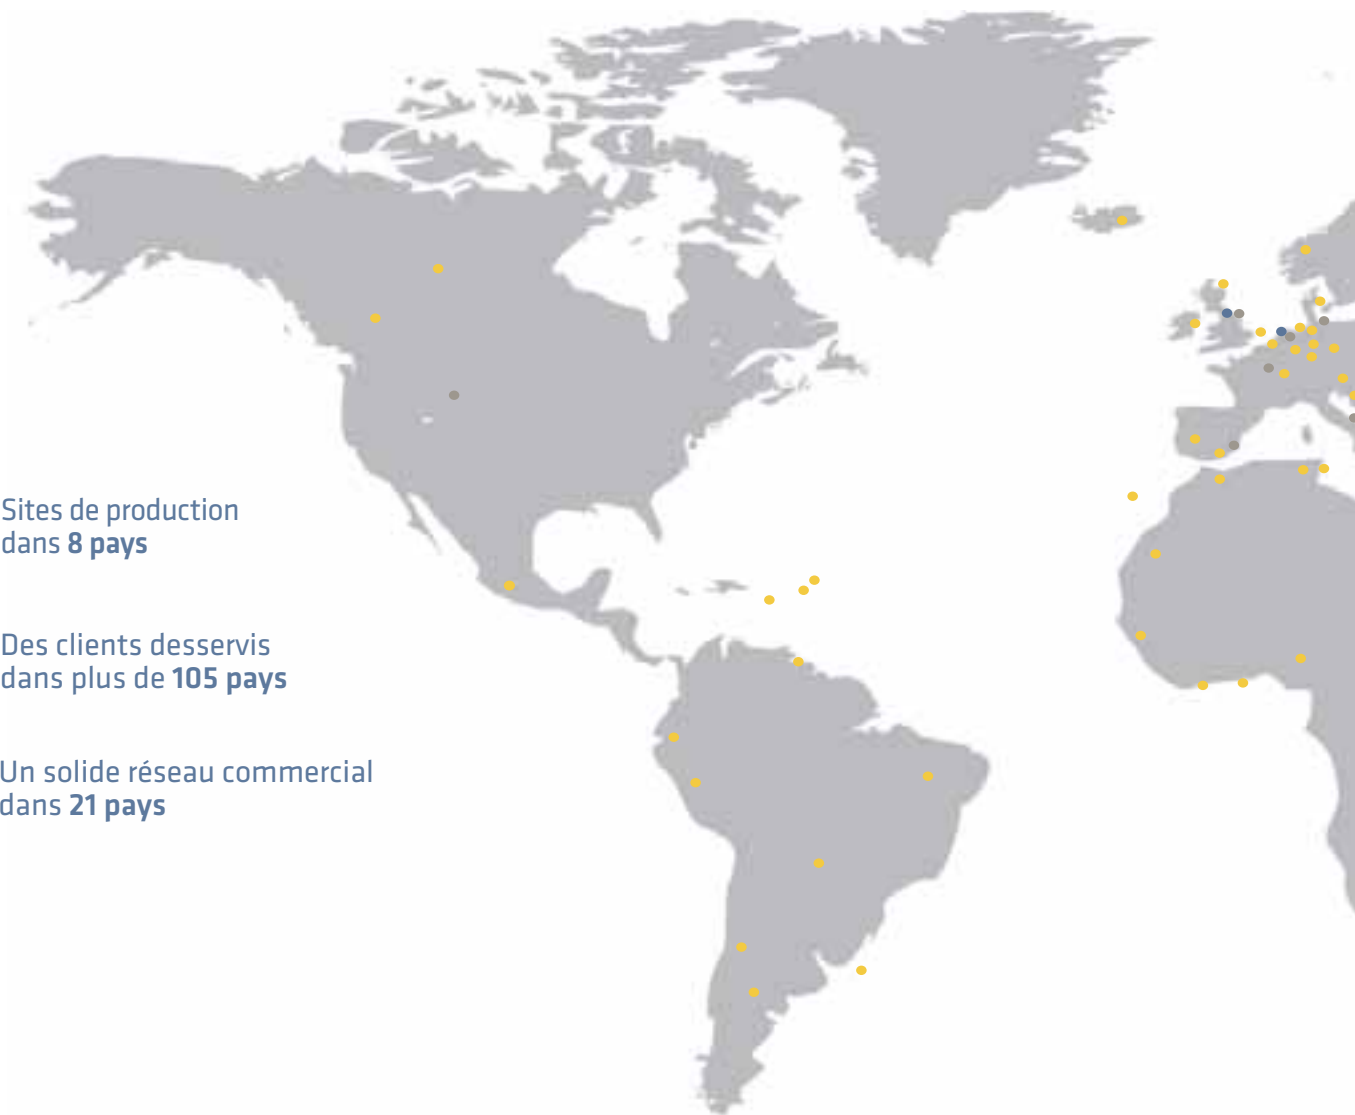 Sites de production
dans 8 pays
Des clients desservis
dans plus de 105 pays
Un solide réseau commercial
dans 21 pays